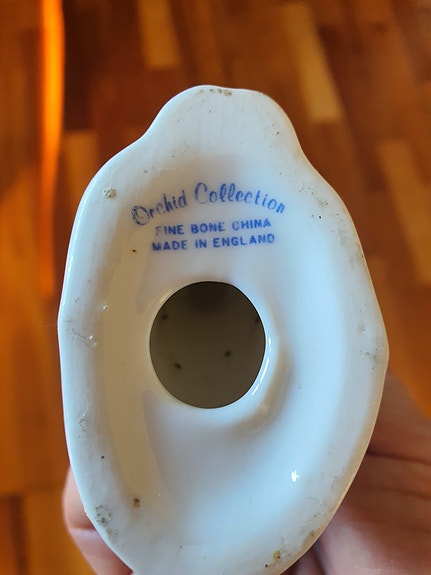 Orchid Collection
FINE BONE CHINA
MADE IN ENGLAND